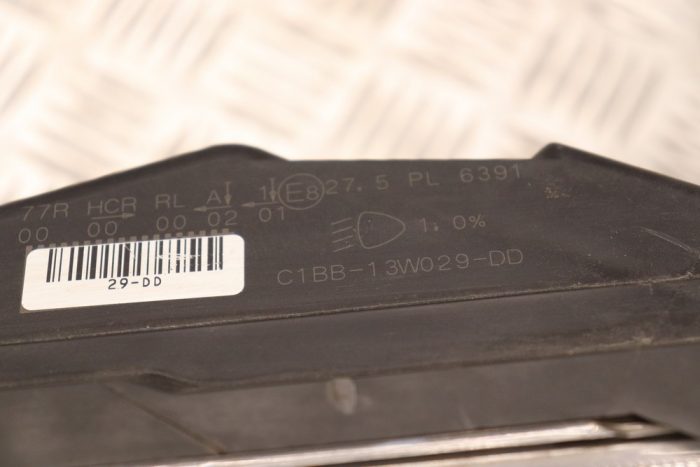 77R HCR RL A 1 E8 27.5 PL 6391
00 00 00 02 01
1.0%
C1BB-13W029-DD
29-DD